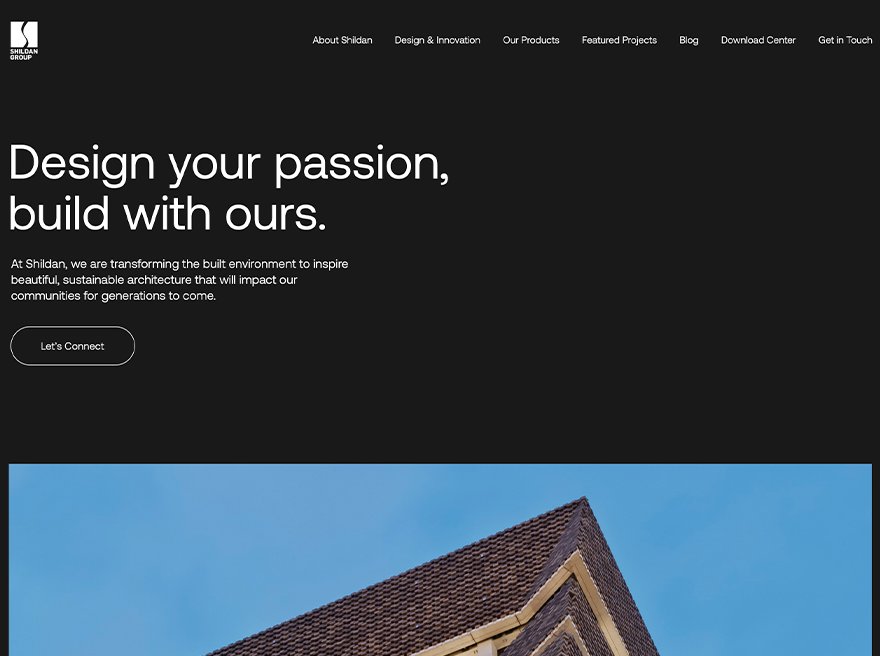 SHILDAN
GROUP
About Shildan
Design & Innovation
Our Products
Featured Projects
Blog
Download Center
Get in Touch
Design your passion,
build with ours.
At Shildan, we are transforming the built environment to inspire
beautiful, sustainable architecture that will impact our
communities for generations to come.
Let's Connect